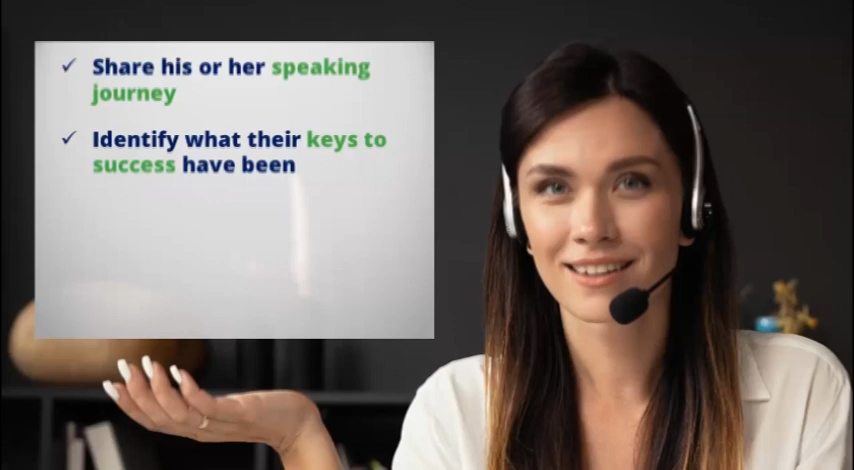 ✓ Share his or her speaking
journey
✓ Identify what their keys to
success have been